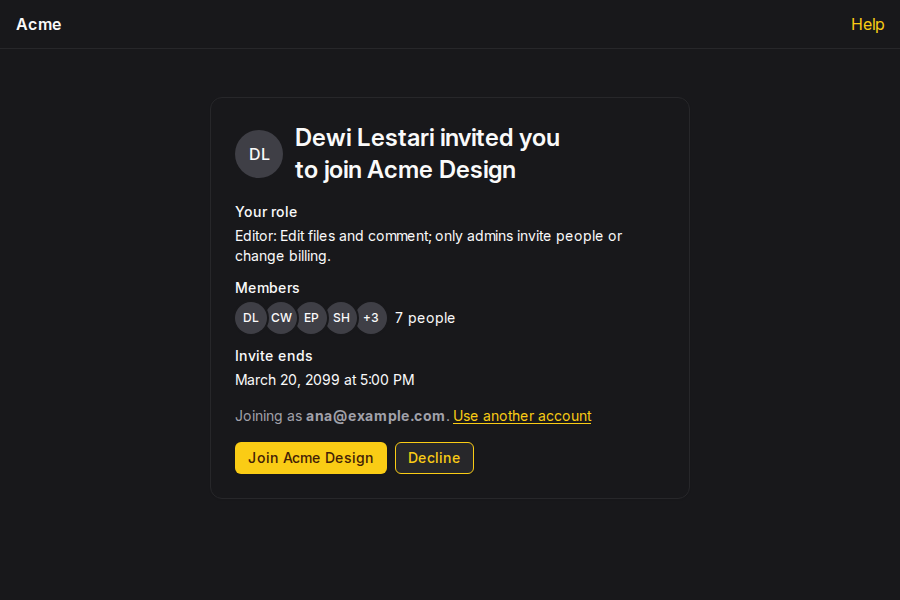 Acme
Help
DL
Dewi Lestari invited you
to join Acme Design
Your role
Editor: Edit files and comment; only admins invite people or
change billing.
Members
DL CW EP SH +3 7 people
Invite ends
March 20, 2099 at 5:00 PM
Joining as ana@example.com. Use another account
Join Acme Design Decline